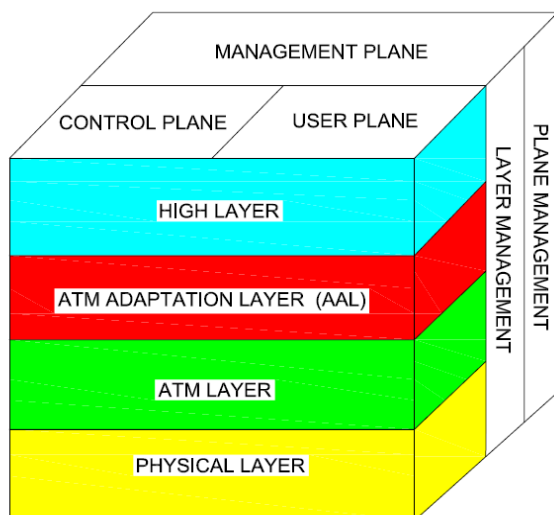 MANAGEMENT PLANE
CONTROL PLANE
USER PLANE
HIGH LAYER
ATM ADAPTATION LAYER (AAL)
ATM LAYER
PHYSICAL LAYER
LAYER MANAGEMENT
PLANE MANAGEMENT